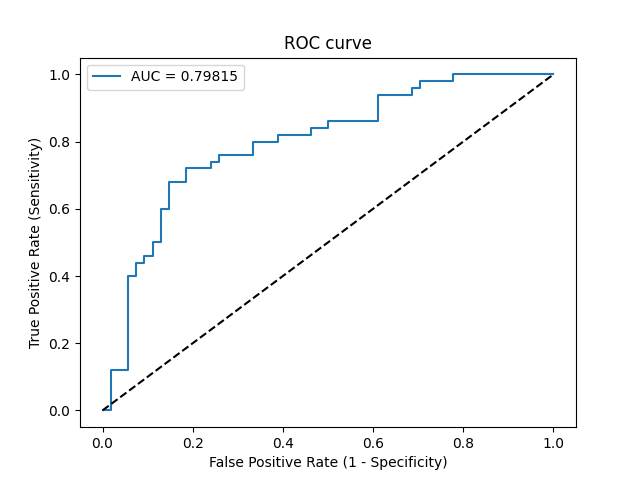 ROC curve
AUC = 0.79815
1.0
0.8
0.6
0.4
0.2
0.0
True Positive Rate (Sensitivity)
0.0 0.2 0.4 0.6 0.8 1.0
False Positive Rate (1 - Specificity)